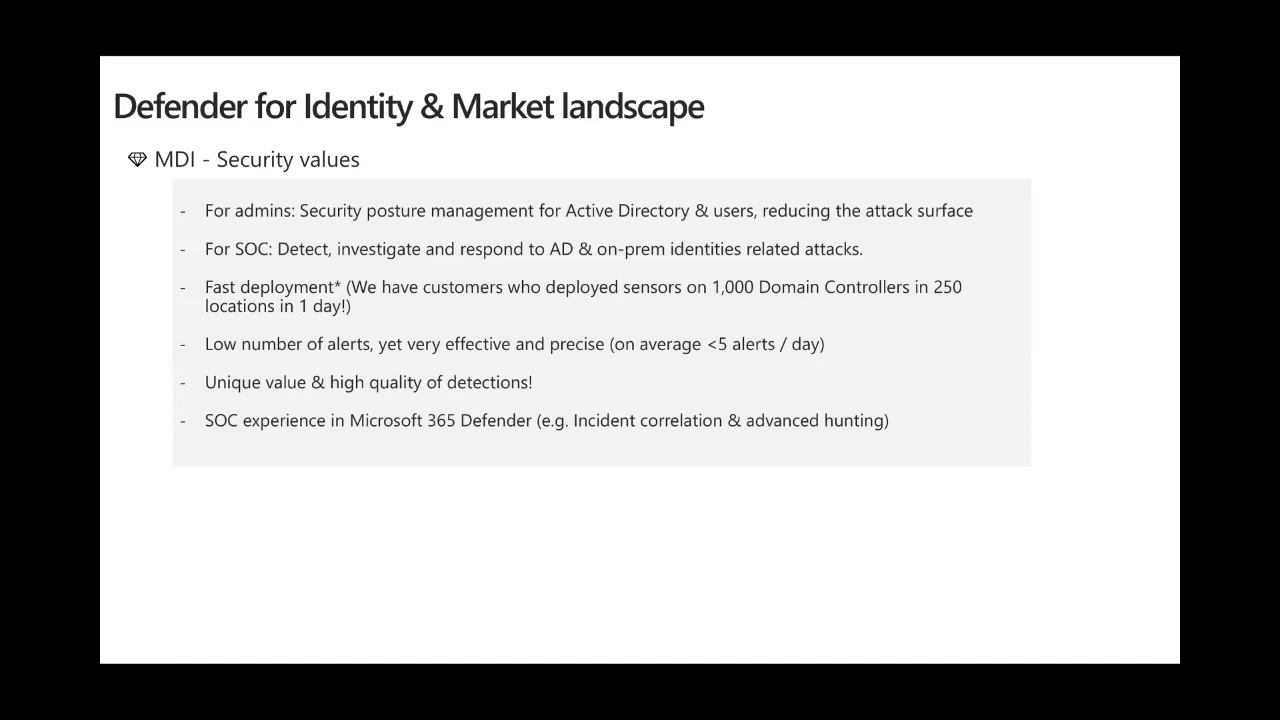 Defender for Identity & Market landscape
MDI - Security values
- For admins: Security posture management for Active Directory & users, reducing the attack surface
- For SOC: Detect, investigate and respond to AD & on-prem identities related attacks.
- Fast deployment* (We have customers who deployed sensors on 1,000 Domain Controllers in 250
locations in 1 day!)
- Low number of alerts, yet very effective and precise (on average <5 alerts / day)
- Unique value & high quality of detections!
- SOC experience in Microsoft 365 Defender (e.g. Incident correlation & advanced hunting)